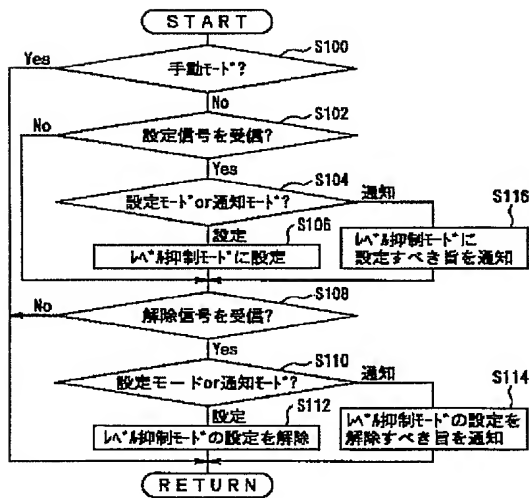 START
S100
Yes
手動ﾓｰﾄﾞ?
No
S102
No
設定信号を受信?
Yes
S104
設定ﾓｰﾄﾞor通知ﾓｰﾄﾞ?
通知
S116
設定
S106
ﾚﾍﾞﾙ抑制ﾓｰﾄﾞに設定
ﾚﾍﾞﾙ抑制ﾓｰﾄﾞに
設定すべき旨を通知
S108
No
解除信号を受信?
Yes
S110
設定モードor通知ﾓｰﾄﾞ?
通知
S114
設定
S112
ﾚﾍﾞﾙ抑制ﾓｰﾄﾞの設定を解除
ﾚﾍﾞﾙ抑制ﾓｰﾄﾞの設定を
解除すべき旨を通知
RETURN